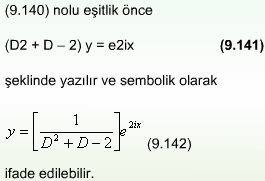 (9.140) nolu eşitlik önce
(D2 + D – 2) y = e2ix (9.141)
şeklinde yazılır ve sembolik olarak
y = [1 / (D² + D − 2)] e^{2ix} (9.142)
ifade edilebilir.